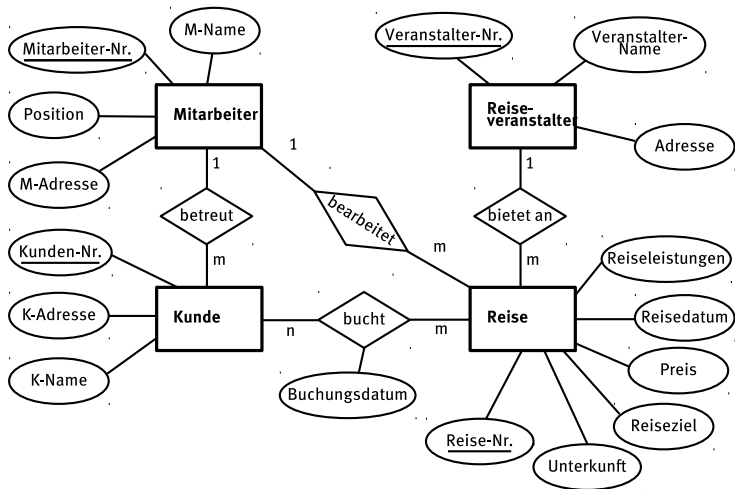 M-Name
Mitarbeiter-Nr.
Veranstalter-Nr.
Veranstalter-
Name
Position
Mitarbeiter
Reise-
veranstalter
Adresse
M-Adresse
1
1
1
betreut
bearbeitet
bietet an
Kunden-Nr.
m
m
m
Reiseleistungen
K-Adresse
Kunde
n
bucht
m
Reise
Reisedatum
K-Name
Buchungsdatum
Preis
Reiseziel
Reise-Nr.
Unterkunft